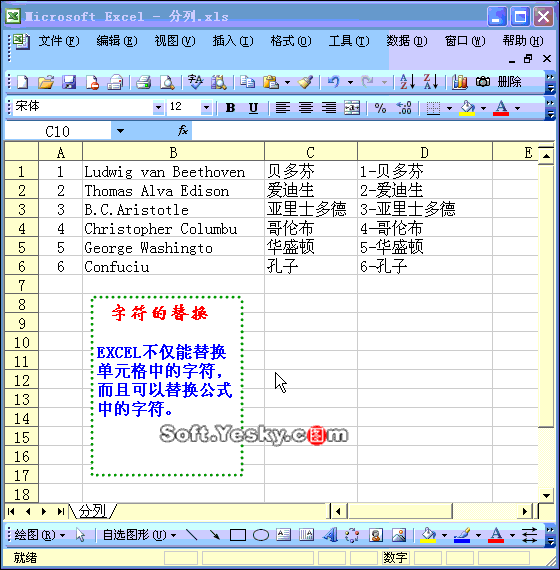 Microsoft Excel - 分列.xls
文件(F) 编辑(E) 视图(V) 插入(I) 格式(O) 工具(T) 数据(D) 窗口(W) 帮助(H)
删除
宋体 12 B U % A
C10 fx
A B C D E
1 1 Ludwig van Beethoven 贝多芬 1-贝多芬
2 2 Thomas Alva Edison 爱迪生 2-爱迪生
3 3 B.C.Aristotle 亚里士多德 3-亚里士多德
4 4 Christopher Columbu 哥伦布 4-哥伦布
5 5 George Washingto 华盛顿 5-华盛顿
6 6 Confuciu 孔子 6-孔子
7
8
字符的替换
9
10
EXCEL不仅能替换
11
单元格中的字符，
12
而且可以替换公式
13
中的字符。
14
Soft.Yesky.c图m
15
16
17
18
分列
绘图(R) 自选图形(U) A
就绪 数字